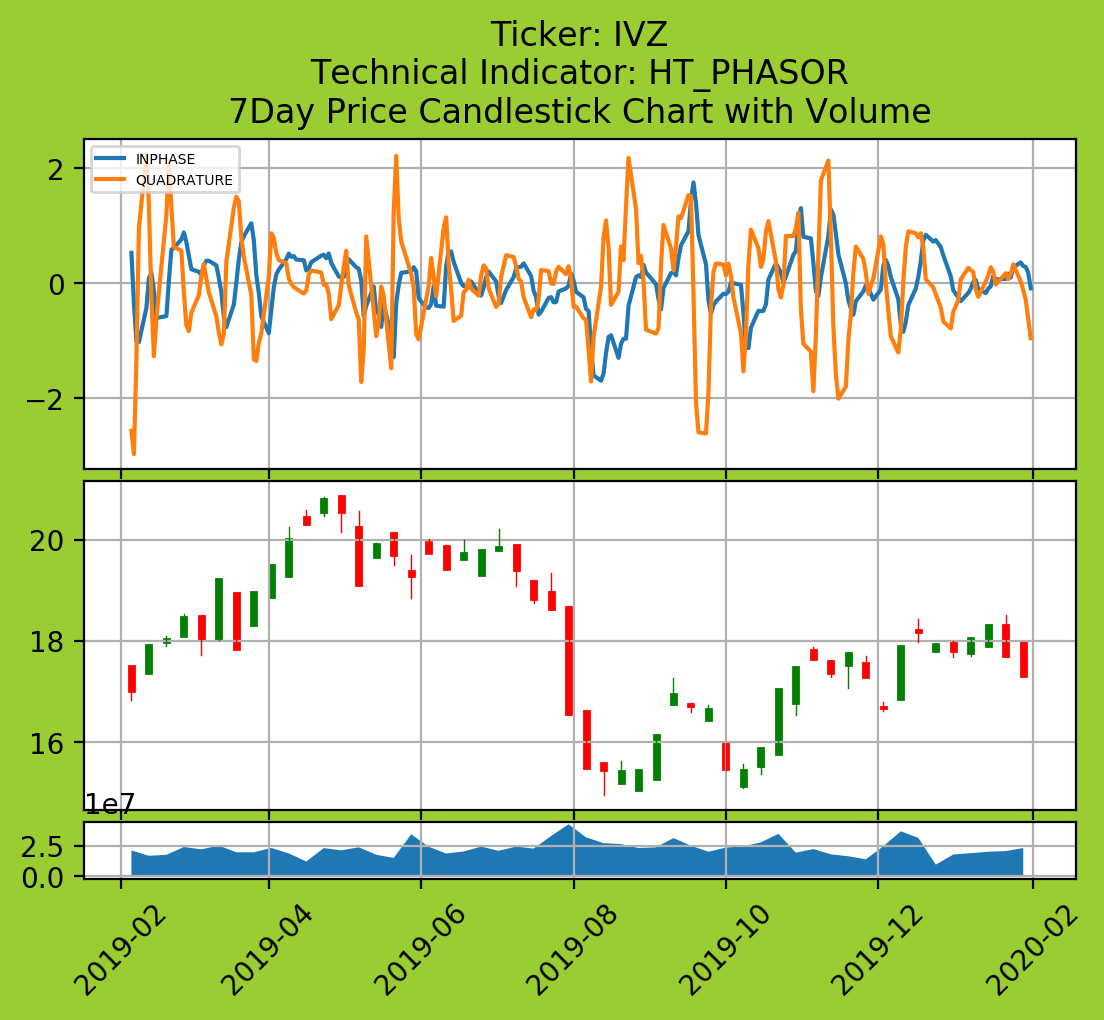 Ticker: IVZ
Technical Indicator: HT_PHASOR
7Day Price Candlestick Chart with Volume
INPHASE
QUADRATURE
2
0
−2
20
18
16
1e7
2.5
0.0
2019-02
2019-04
2019-06
2019-08
2019-10
2019-12
2020-02